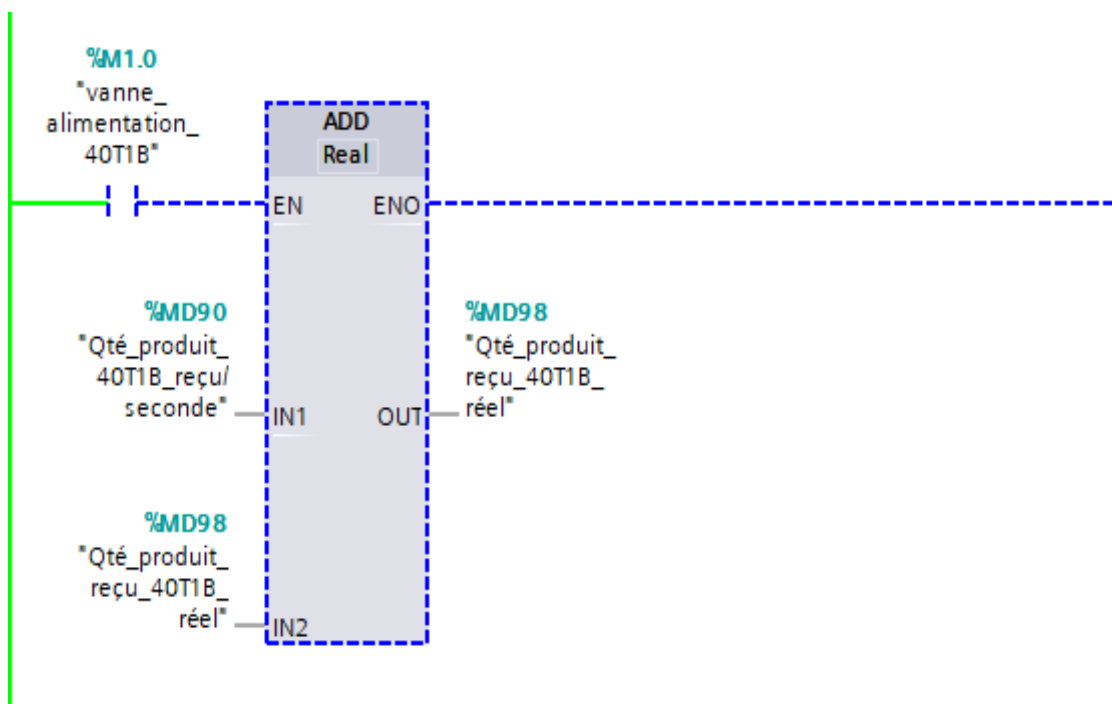 %M1.0
"vanne_
alimentation_
40T1B"
ADD
Real
EN
ENO
%MD90
"Qté_produit_
40T1B_reçu/
seconde"
IN1
%MD98
"Qté_produit_
reçu_40T1B_
réel"
OUT
%MD98
"Qté_produit_
reçu_40T1B_
réel"
IN2